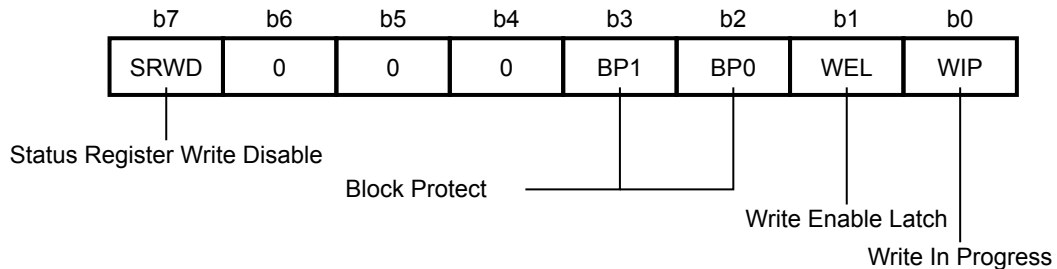 b7 b6 b5 b4 b3 b2 b1 b0
SRWD 0 0 0 BP1 BP0 WEL WIP
Status Register Write Disable
Block Protect
Write Enable Latch
Write In Progress